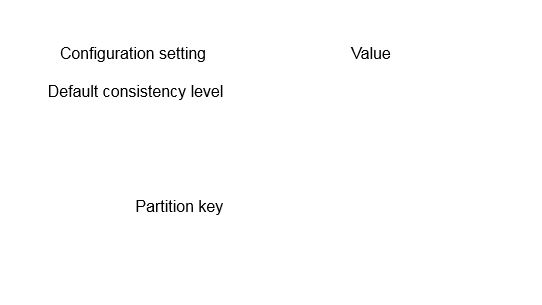 Configuration setting Value
Default consistency level
Partition key